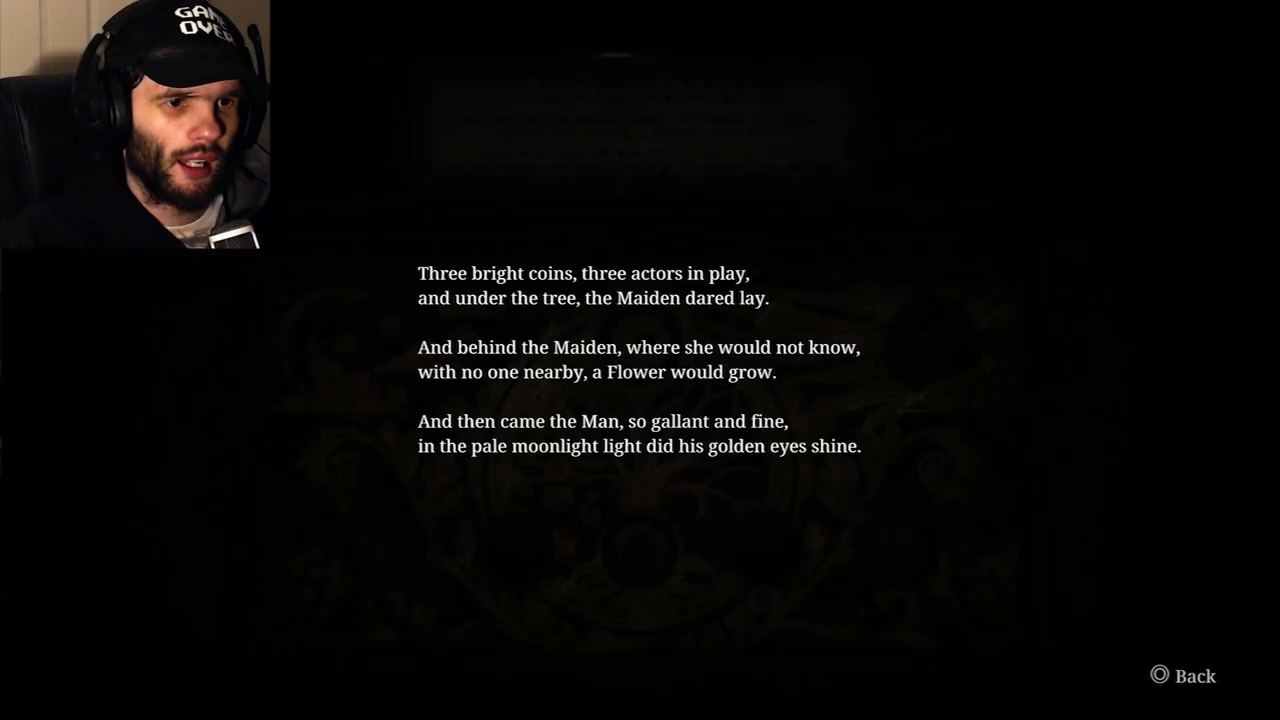 GAME
OVER
Three bright coins, three actors in play,
and under the tree, the Maiden dared lay.
And behind the Maiden, where she would not know,
with no one nearby, a Flower would grow.
And then came the Man, so gallant and fine,
in the pale moonlight light did his golden eyes shine.
Back